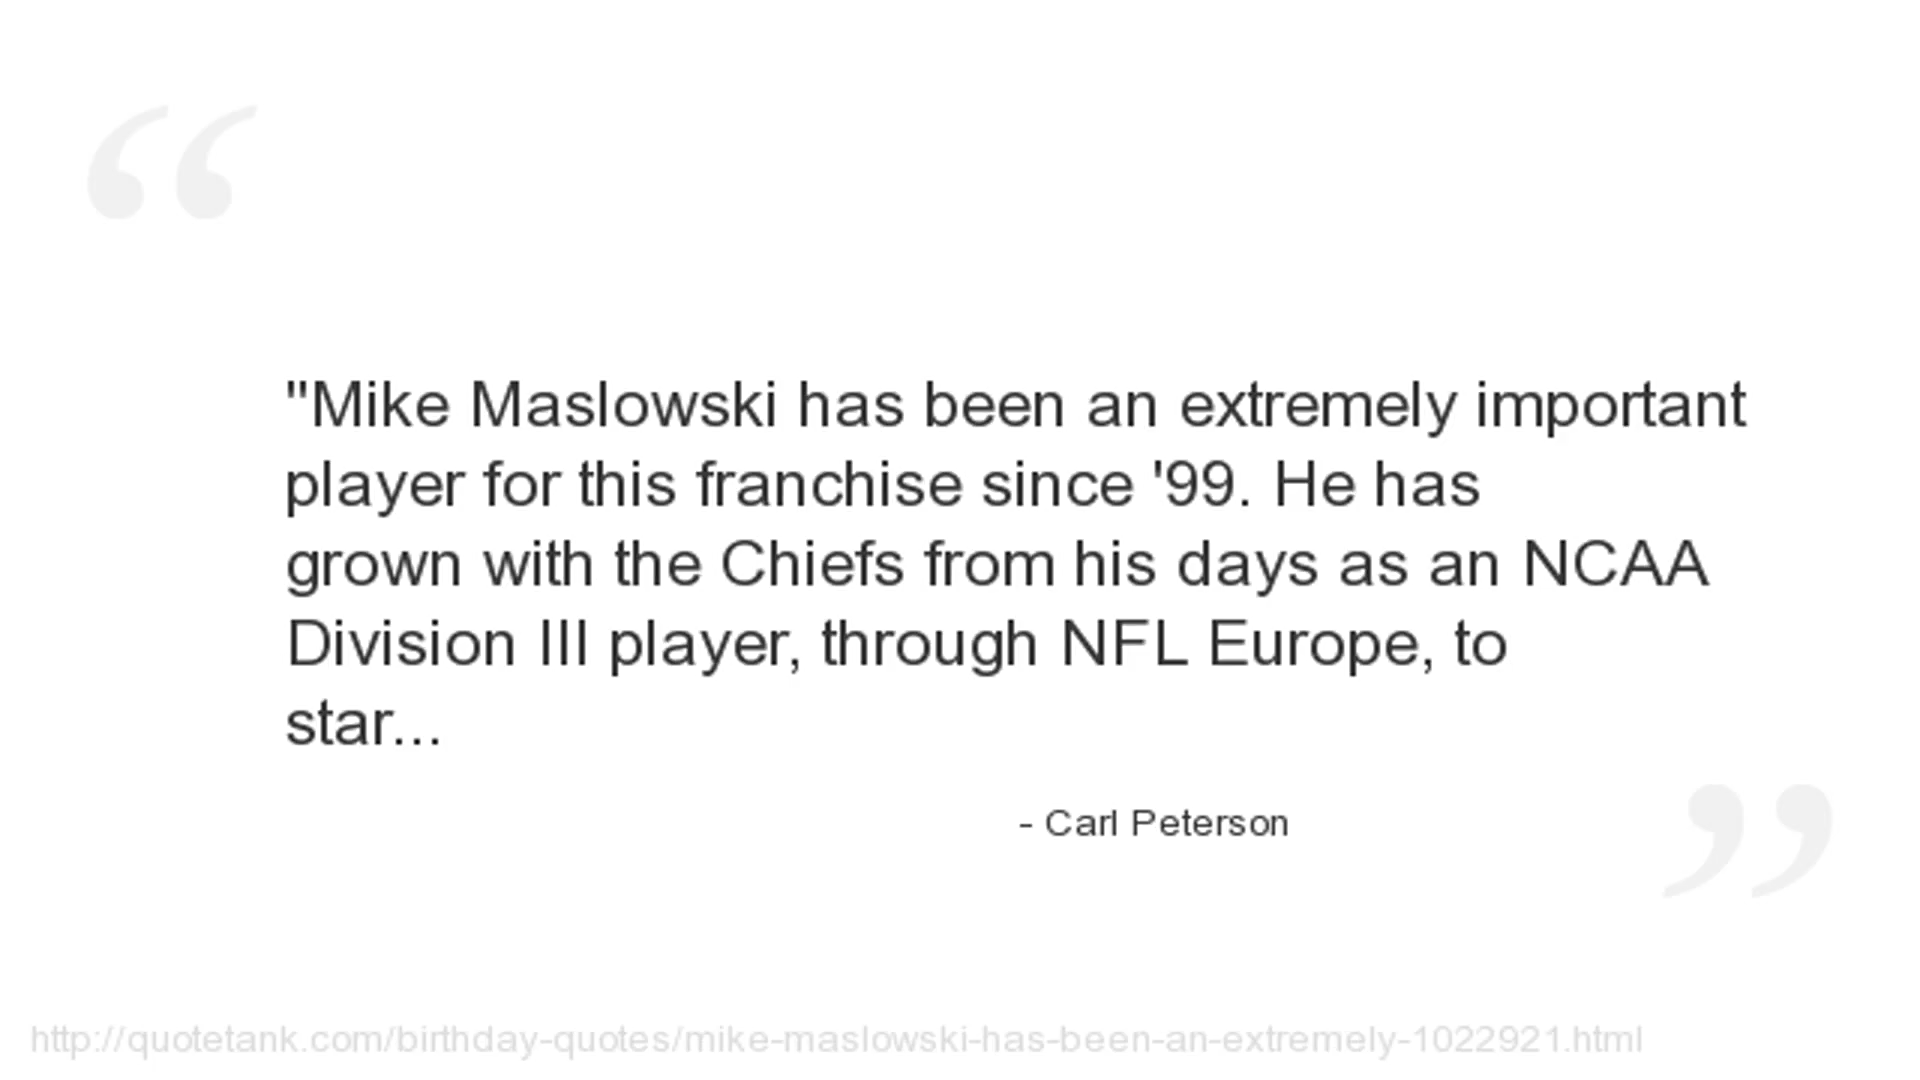 "Mike Maslowski has been an extremely important
player for this franchise since '99. He has
grown with the Chiefs from his days as an NCAA
Division III player, through NFL Europe, to
star...
- Carl Peterson
http://quotetank.com/birthday-quotes/mike-maslowski-has-been-an-extremely-1022921.html